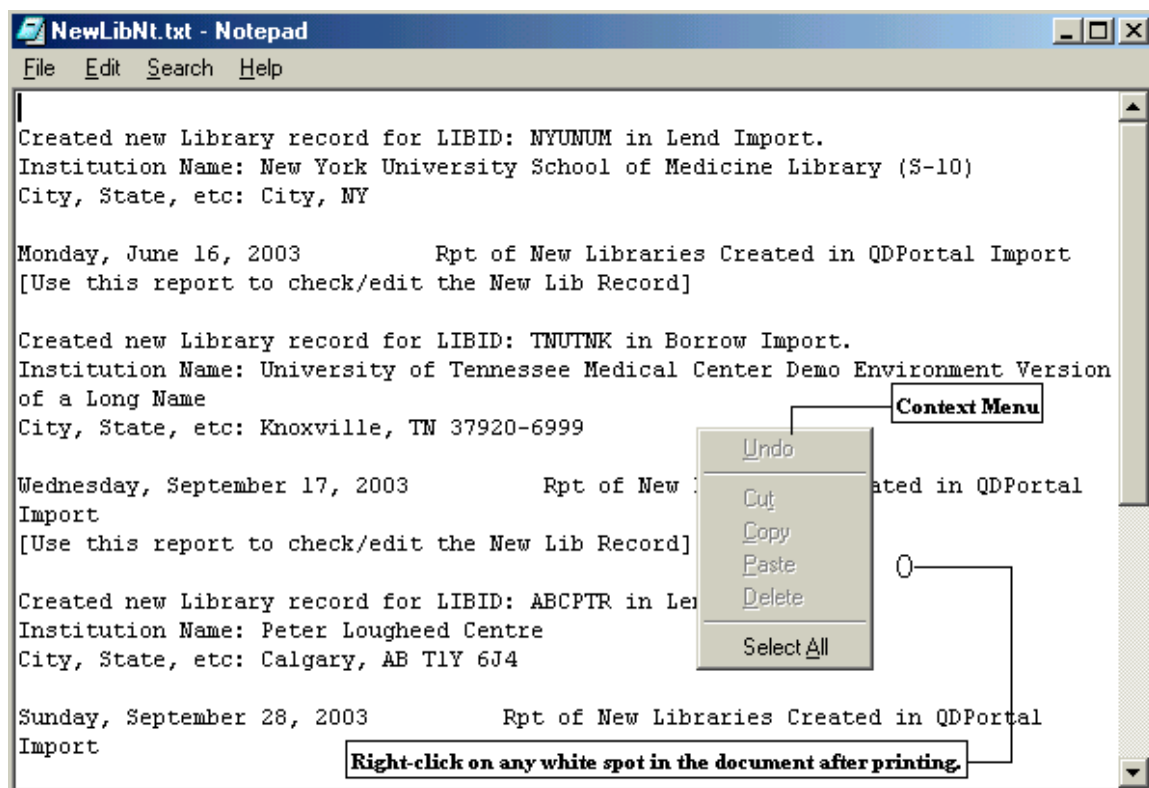 NewLibNt.txt - Notepad
File Edit Search Help
Created new Library record for LIBID: NYUNUM in Lend Import.
Institution Name: New York University School of Medicine Library (S-10)
City, State, etc: City, NY
Monday, June 16, 2003 Rpt of New Libraries Created in QDPortal Import
[Use this report to check/edit the New Lib Record]
Created new Library record for LIBID: TNUTNK in Borrow Import.
Institution Name: University of Tennessee Medical Center Demo Environment Version
of a Long Name
City, State, etc: Knoxville, TN 37920-6999
Context Menu
Undo
Cut
Copy
Paste
Delete
Select All
Wednesday, September 17, 2003 Rpt of New ated in QDPortal
Import
[Use this report to check/edit the New Lib Record]
Created new Library record for LIBID: ABCPTR in Le
Institution Name: Peter Lougheed Centre
City, State, etc: Calgary, AB T1Y 6J4
Sunday, September 28, 2003 Rpt of New Libraries Created in QDPortal
Import
Right-click on any white spot in the document after printing.